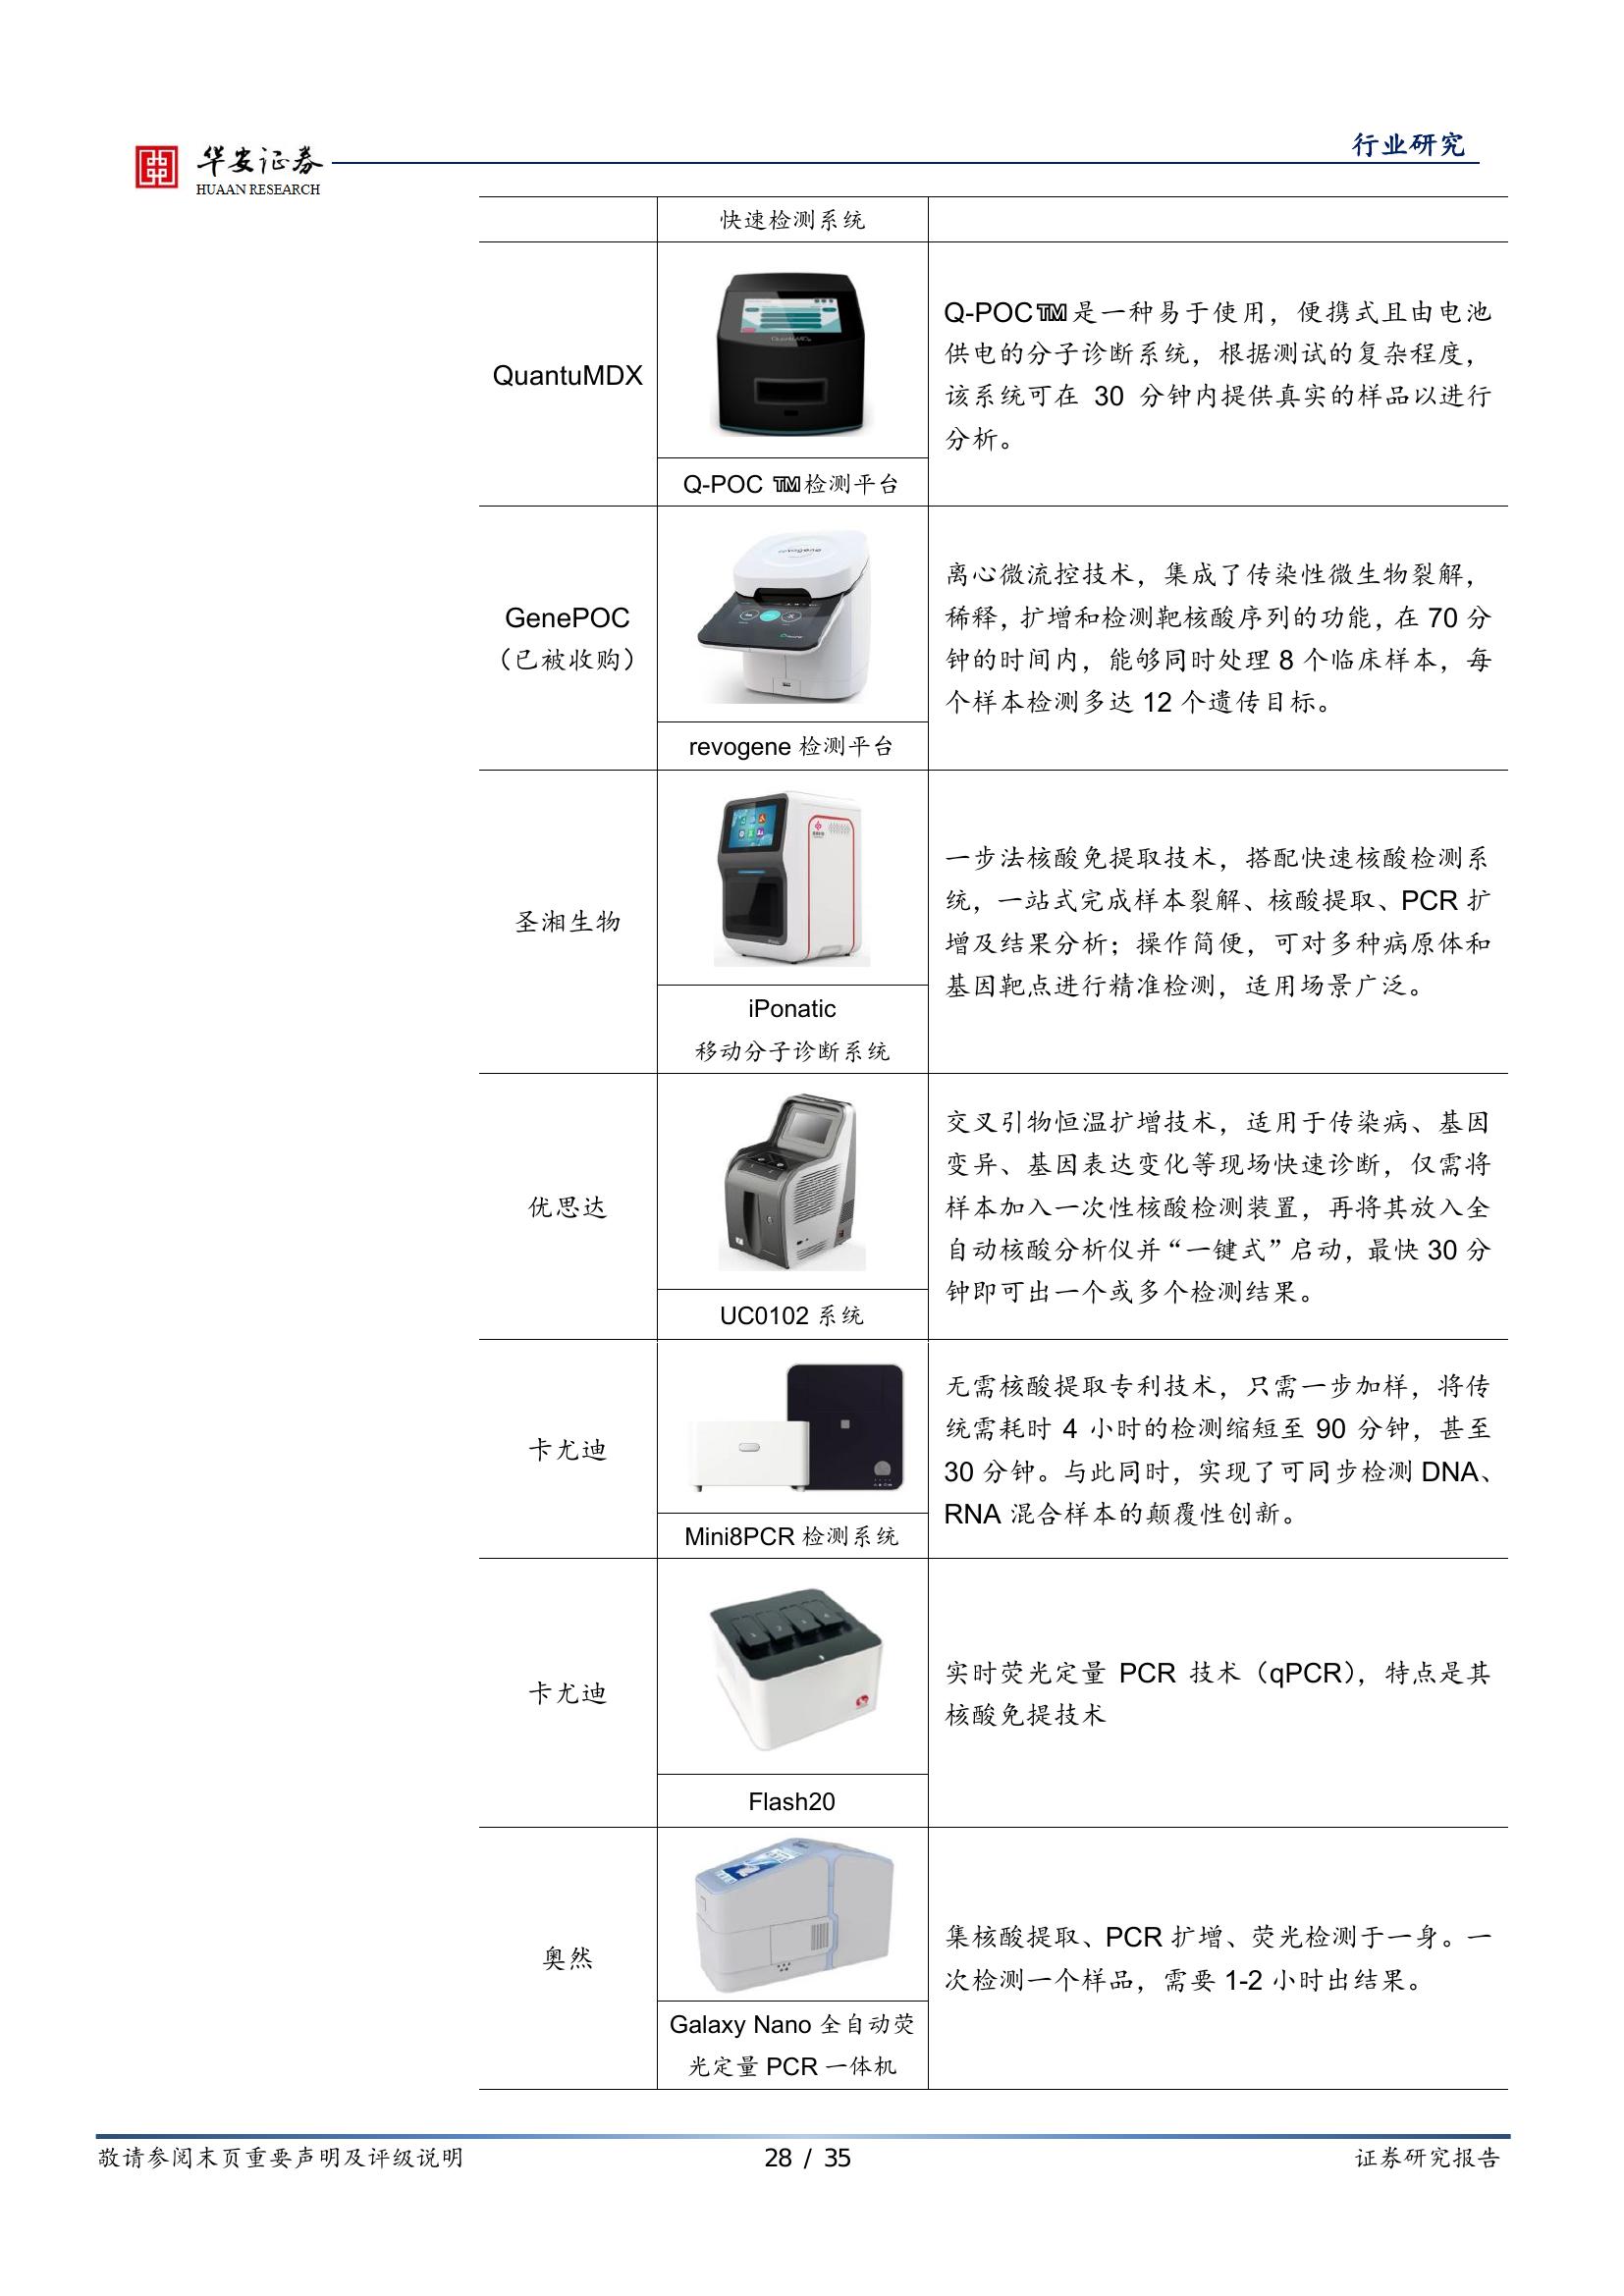 华安证券
HUAAN RESEARCH
行业研究
快速检测系统
QuantuMDX
Q-POC™是一种易于使用，便携式且由电池
供电的分子诊断系统，根据测试的复杂程度，
该系统可在 30 分钟内提供真实的样品以进行
分析。
Q-POC ™检测平台
GenePOC
（已被收购）
revogene
离心微流控技术，集成了传染性微生物裂解，
稀释，扩增和检测靶核酸序列的功能，在 70 分
钟的时间内，能够同时处理 8 个临床样本，每
个样本检测多达 12 个遗传目标。
revogene 检测平台
圣湘生物
一步法核酸免提取技术，搭配快速核酸检测系
统，一站式完成样本裂解、核酸提取、PCR 扩
增及结果分析；操作简便，可对多种病原体和
基因靶点进行精准检测，适用场景广泛。
iPonatic
移动分子诊断系统
优思达
交叉引物恒温扩增技术，适用于传染病、基因
变异、基因表达变化等现场快速诊断，仅需将
样本加入一次性核酸检测装置，再将其放入全
自动核酸分析仪并“一键式”启动，最快 30 分
钟即可出一个或多个检测结果。
UC0102 系统
卡尤迪
无需核酸提取专利技术，只需一步加样，将传
统需耗时 4 小时的检测缩短至 90 分钟，甚至
30 分钟。与此同时，实现了可同步检测 DNA、
RNA 混合样本的颠覆性创新。
Mini8PCR 检测系统
卡尤迪
实时荧光定量 PCR 技术（qPCR），特点是其
核酸免提技术
Flash20
奥然
集核酸提取、PCR 扩增、荧光检测于一身。一
次检测一个样品，需要 1-2 小时出结果。
Galaxy Nano 全自动荧
光定量 PCR 一体机
敬请参阅末页重要声明及评级说明
28 / 35
证券研究报告